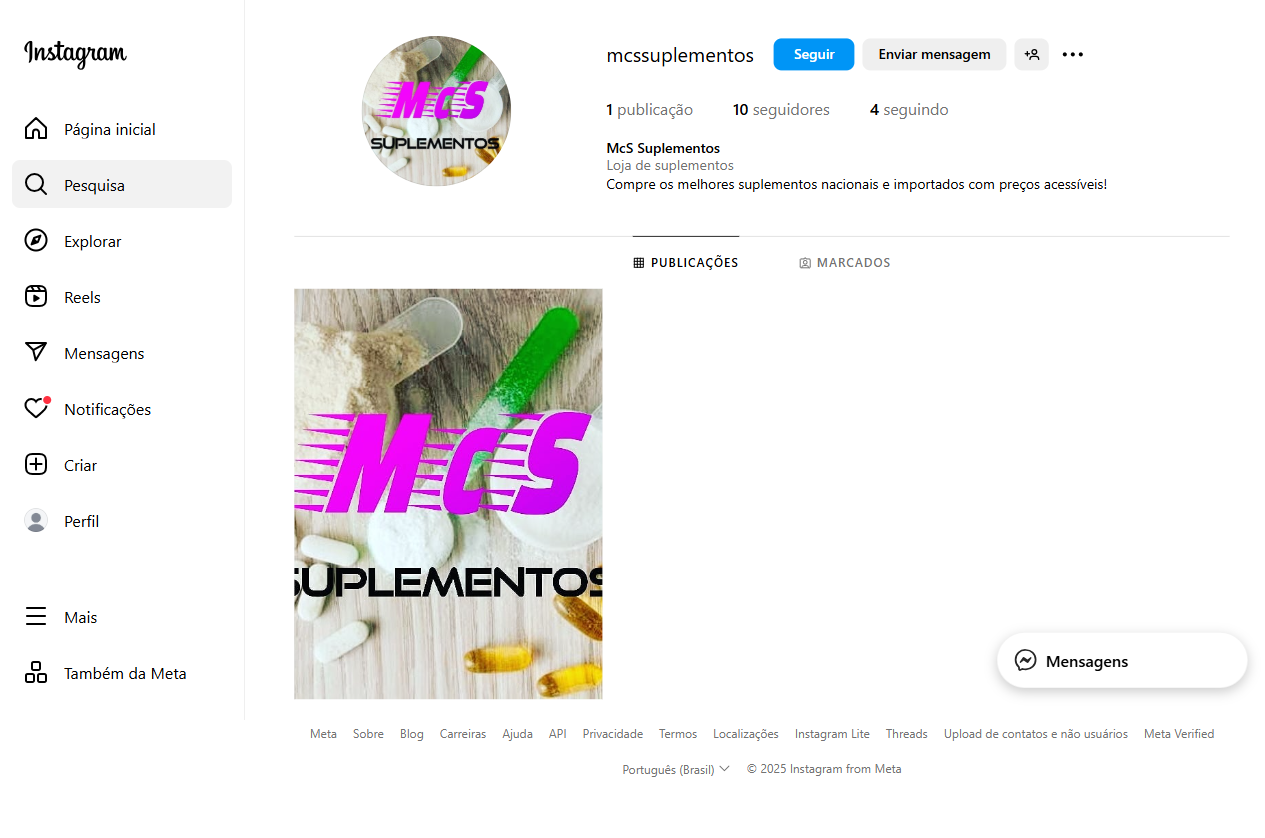 Instagram
Página inicial
Pesquisa
Explorar
Reels
Mensagens
Notificações
Criar
Perfil
Mais
Também da Meta
McS
SUPLEMENTOS
mcssuplementos Seguir Enviar mensagem
1 publicação 10 seguidores 4 seguindo
McS Suplementos
Loja de suplementos
Compre os melhores suplementos nacionais e importados com preços acessíveis!
PUBLICAÇÕES MARCADOS
McS
SUPLEMENTOS
Mensagens
Meta Sobre Blog Carreiras Ajuda API Privacidade Termos Localizações Instagram Lite Threads Upload de contatos e não usuários Meta Verified
Português (Brasil) © 2025 Instagram from Meta